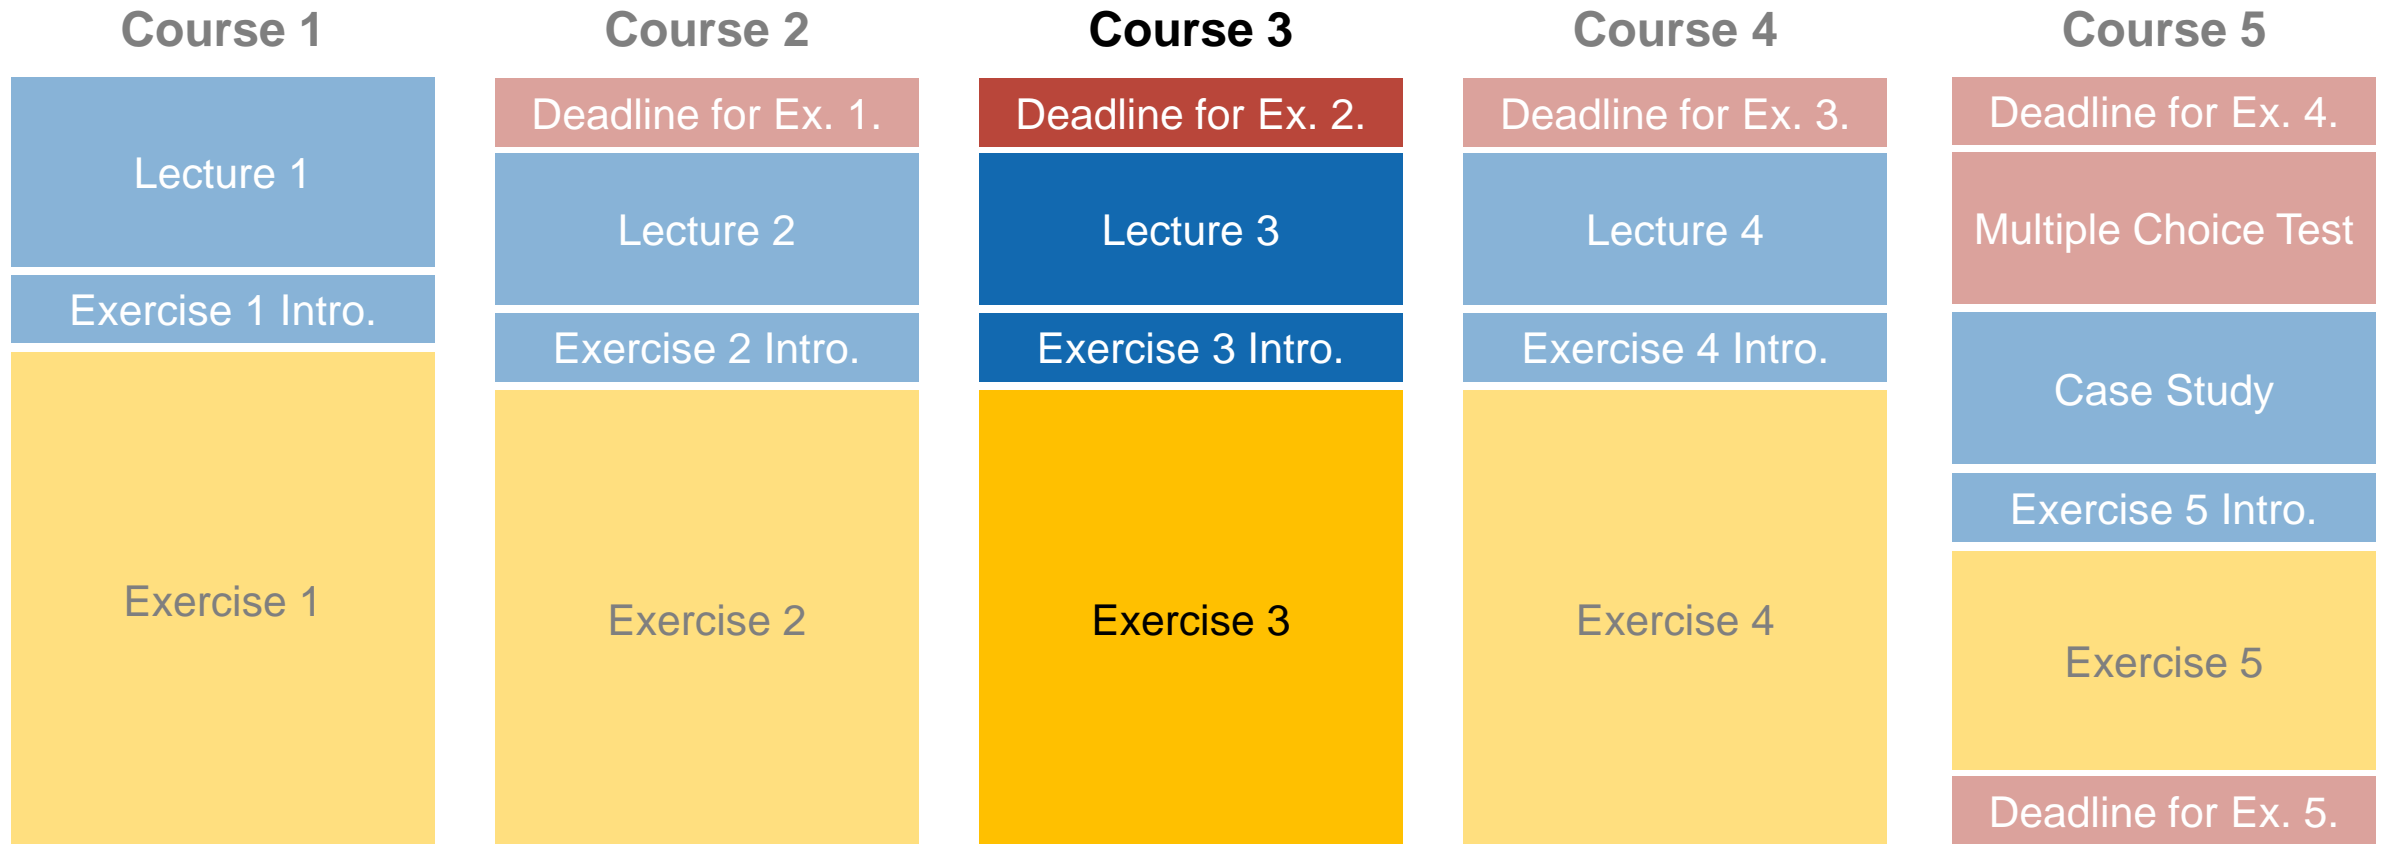 Course 1
Lecture 1
Exercise 1 Intro.
Exercise 1
Course 2
Deadline for Ex. 1.
Lecture 2
Exercise 2 Intro.
Exercise 2
Course 3
Deadline for Ex. 2.
Lecture 3
Exercise 3 Intro.
Exercise 3
Course 4
Deadline for Ex. 3.
Lecture 4
Exercise 4 Intro.
Exercise 4
Course 5
Deadline for Ex. 4.
Multiple Choice Test
Case Study
Exercise 5 Intro.
Exercise 5
Deadline for Ex. 5.